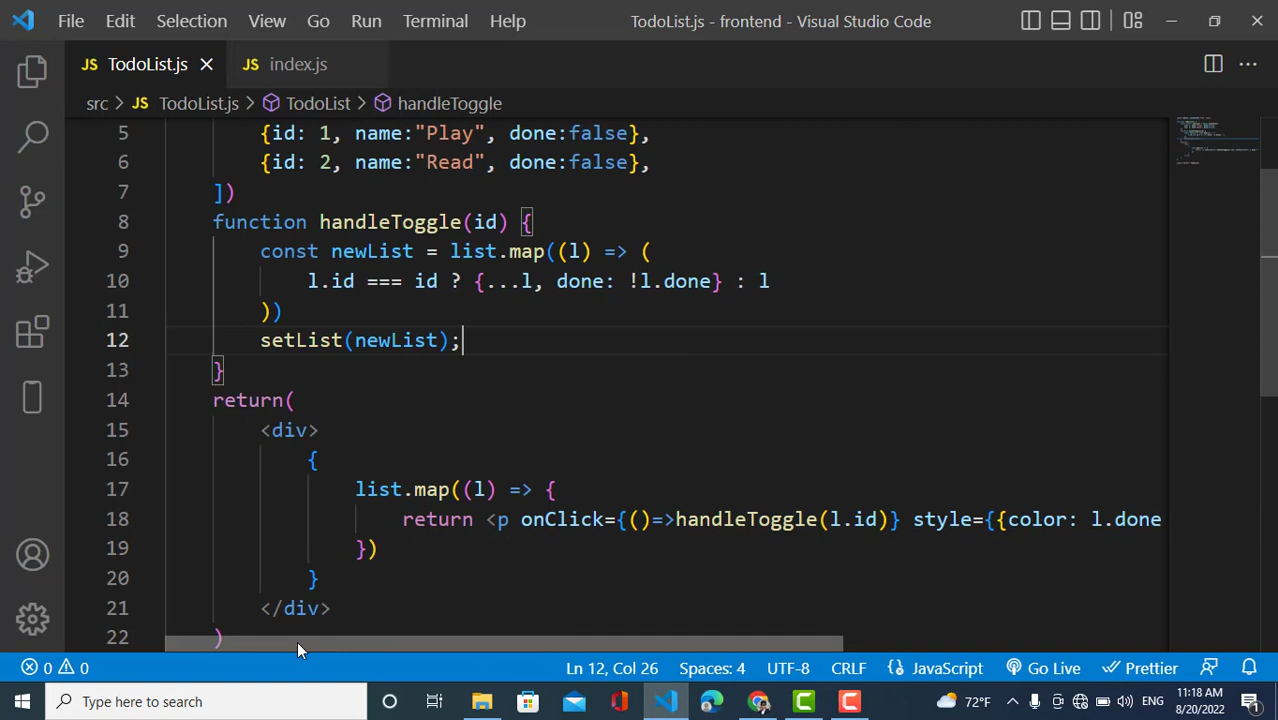 File Edit Selection View Go Run Terminal Help TodoList.js - frontend - Visual Studio Code
JS TodoList.js JS index.js
src > JS TodoList.js > TodoList > handleToggle
5 {id: 1, name:"Play", done:false},
6 {id: 2, name:"Read", done:false},
7 ])
8 function handleToggle(id) {
9 const newList = list.map((l) => (
10 l.id === id ? {...l, done: !l.done} : l
11 ))
12 setList(newList);
13 }
14 return(
15 <div>
16 {
17 list.map((l) => {
18 return <p onClick={()=>handleToggle(l.id)} style={{color: l.done
19 })
20 }
21 </div>
22 )
0 0 Ln 12, Col 26 Spaces: 4 UTF-8 CRLF JavaScript Go Live Prettier
Type here to search 72°F ENG 11:18 AM 8/20/2022 1